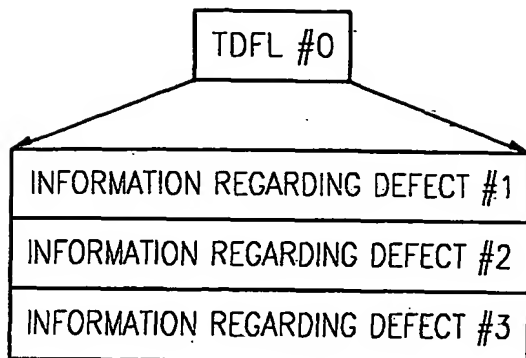 TDFL #0
INFORMATION REGARDING DEFECT #1
INFORMATION REGARDING DEFECT #2
INFORMATION REGARDING DEFECT #3